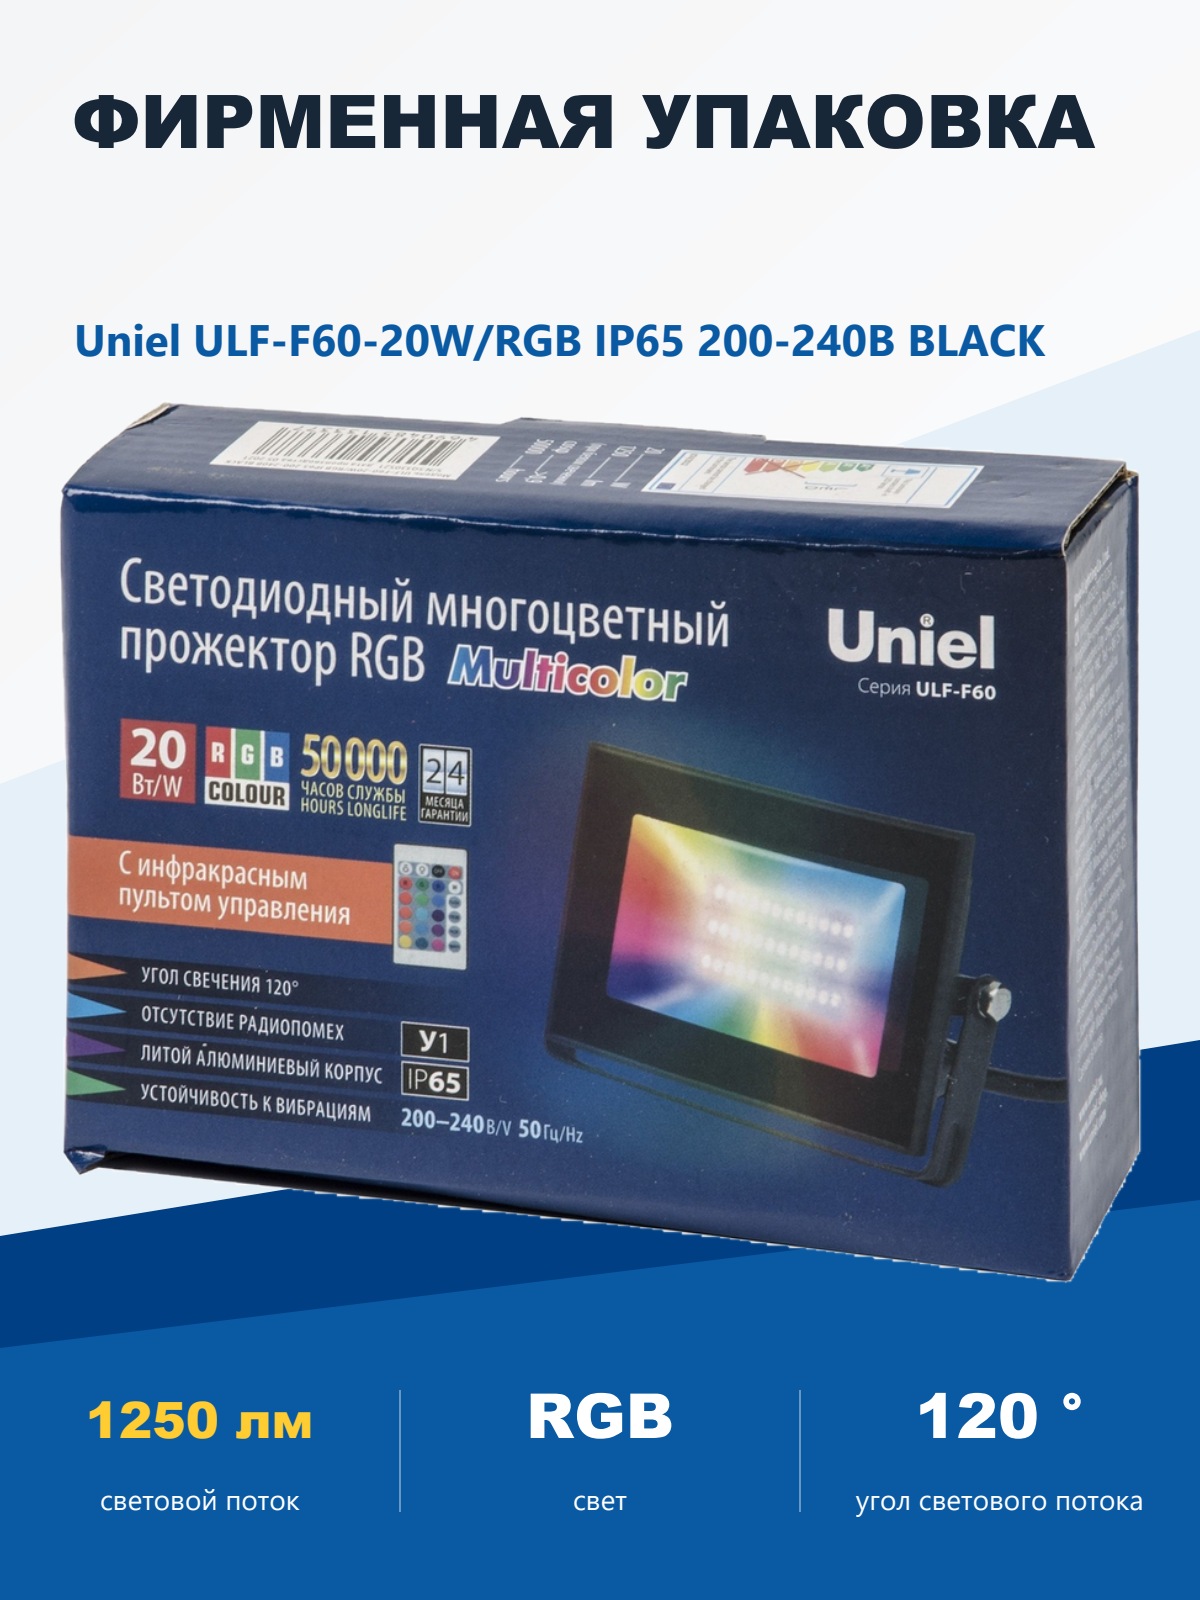 ФИРМЕННАЯ УПАКОВКА
Uniel ULF-F60-20W/RGB IP65 200-240В BLACK
Светодиодный многоцветный
прожектор RGB Multicolor
Uniel®
Серия ULF-F60
20
Вт/W
R G B
COLOUR
50000
ЧАСОВ СЛУЖБЫ
HOURS LONGLIFE
24
МЕСЯЦА
ГАРАНТИИ
С инфракрасным
пультом управления
УГОЛ СВЕЧЕНИЯ 120°
ОТСУТСТВИЕ РАДИОПОМЕХ
ЛИТОЙ АЛЮМИНИЕВЫЙ КОРПУС
УСТОЙЧИВОСТЬ К ВИБРАЦИЯМ
У1
IP65
200–240 В/V 50 Гц/Hz
1250 лм
световой поток
RGB
свет
120 °
угол светового потока